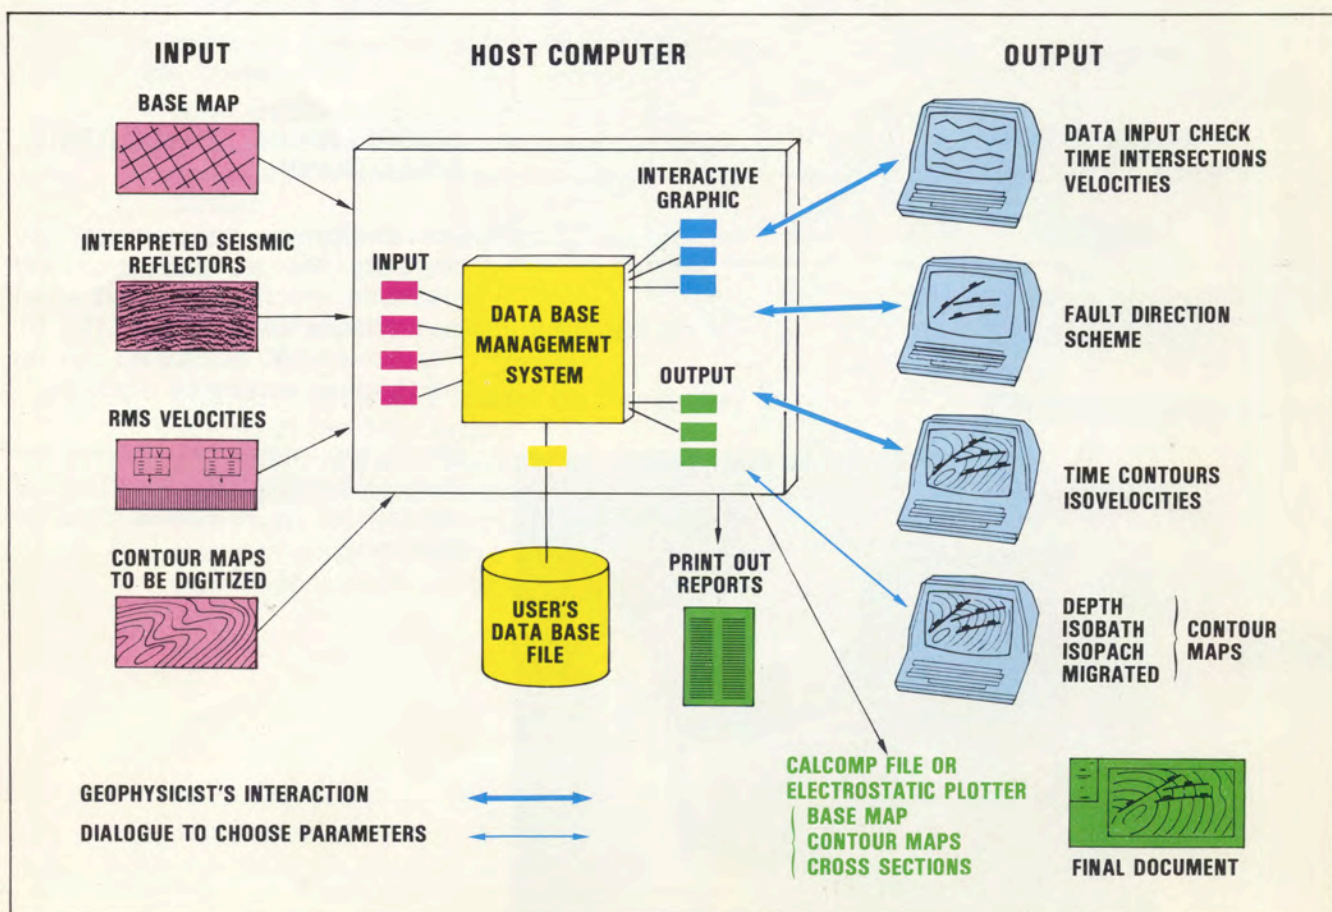 INPUT
HOST COMPUTER
OUTPUT
BASE MAP
INTERPRETED SEISMIC
REFLECTORS
RMS VELOCITIES
T V
T V
CONTOUR MAPS
TO BE DIGITIZED
INPUT
DATA BASE
MANAGEMENT
SYSTEM
INTERACTIVE
GRAPHIC
OUTPUT
USER'S
DATA BASE
FILE
PRINT OUT
REPORTS
DATA INPUT CHECK
TIME INTERSECTIONS
VELOCITIES
FAULT DIRECTION
SCHEME
TIME CONTOURS
ISOVELOCITIES
DEPTH
ISOBATH
ISOPACH
MIGRATED
CONTOUR
MAPS
GEOPHYSICIST'S INTERACTION
DIALOGUE TO CHOOSE PARAMETERS
CALCOMP FILE OR
ELECTROSTATIC PLOTTER
BASE MAP
CONTOUR MAPS
CROSS SECTIONS
FINAL DOCUMENT